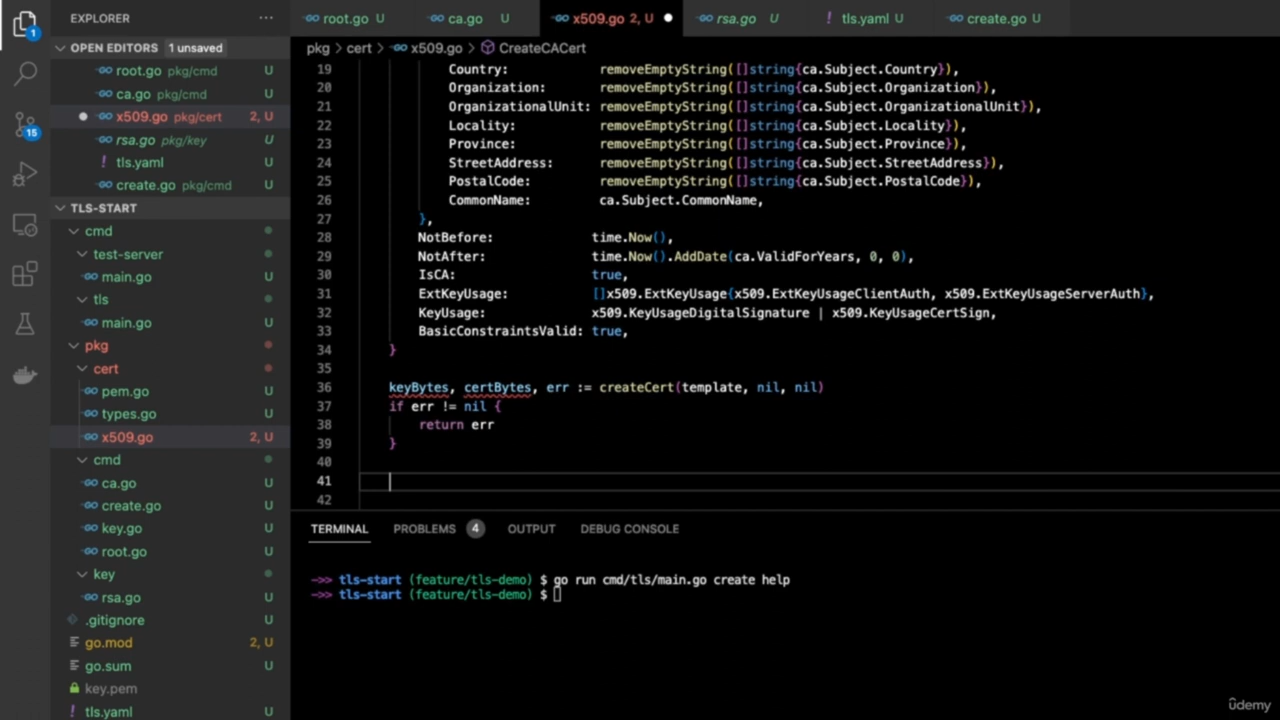 EXPLORER
···
OPEN EDITORS 1 unsaved
root.go pkg/cmd U
ca.go pkg/cmd U
x509.go pkg/cert 2, U
rsa.go pkg/key U
! tls.yaml U
create.go pkg/cmd U
TLS-START
cmd
test-server
main.go U
tls
main.go U
pkg
cert
pem.go U
types.go U
x509.go 2, U
cmd
ca.go U
create.go U
key.go U
root.go U
key
rsa.go U
.gitignore U
go.mod 2, U
go.sum U
key.pem
! tls.yaml U
1
15
root.go U
ca.go U
x509.go 2, U
rsa.go U
! tls.yaml U
create.go U
pkg > cert > x509.go > CreateCACert
19 Country: removeEmptyString([]string{ca.Subject.Country}),
20 Organization: removeEmptyString([]string{ca.Subject.Organization}),
21 OrganizationalUnit: removeEmptyString([]string{ca.Subject.OrganizationalUnit}),
22 Locality: removeEmptyString([]string{ca.Subject.Locality}),
23 Province: removeEmptyString([]string{ca.Subject.Province}),
24 StreetAddress: removeEmptyString([]string{ca.Subject.StreetAddress}),
25 PostalCode: removeEmptyString([]string{ca.Subject.PostalCode}),
26 CommonName: ca.Subject.CommonName,
27 },
28 NotBefore: time.Now(),
29 NotAfter: time.Now().AddDate(ca.ValidForYears, 0, 0),
30 IsCA: true,
31 ExtKeyUsage: []x509.ExtKeyUsage{x509.ExtKeyUsageClientAuth, x509.ExtKeyUsageServerAuth},
32 KeyUsage: x509.KeyUsageDigitalSignature | x509.KeyUsageCertSign,
33 BasicConstraintsValid: true,
34 }
35
36 keyBytes, certBytes, err := createCert(template, nil, nil)
37 if err != nil {
38 return err
39 }
40
41
42
TERMINAL PROBLEMS 4 OUTPUT DEBUG CONSOLE
->> tls-start (feature/tls-demo) $ go run cmd/tls/main.go create help
->> tls-start (feature/tls-demo) $
ûdemy